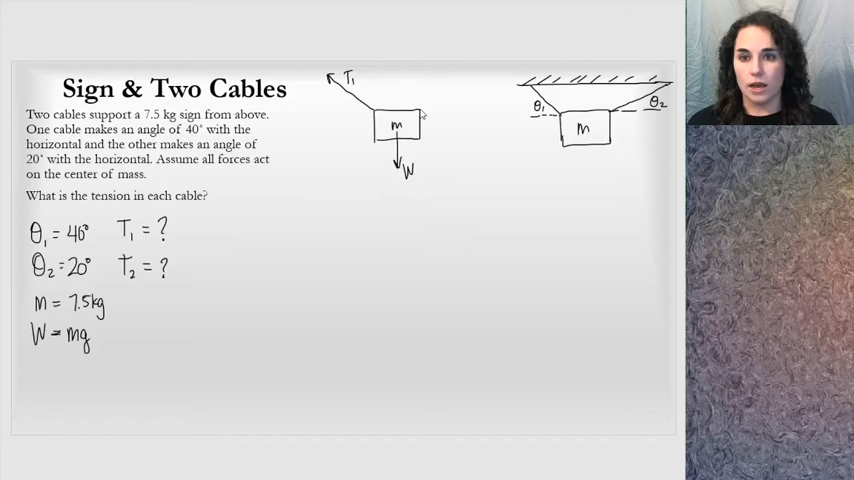 Sign & Two Cables
Two cables support a 7.5 kg sign from above.
One cable makes an angle of 40° with the
horizontal and the other makes an angle of
20° with the horizontal. Assume all forces act
on the center of mass.
What is the tension in each cable?
θ₁ = 40° T₁ = ?
θ₂ = 20° T₂ = ?
m = 7.5kg
W = mg
T₁
m
W
θ₁
θ₂
m